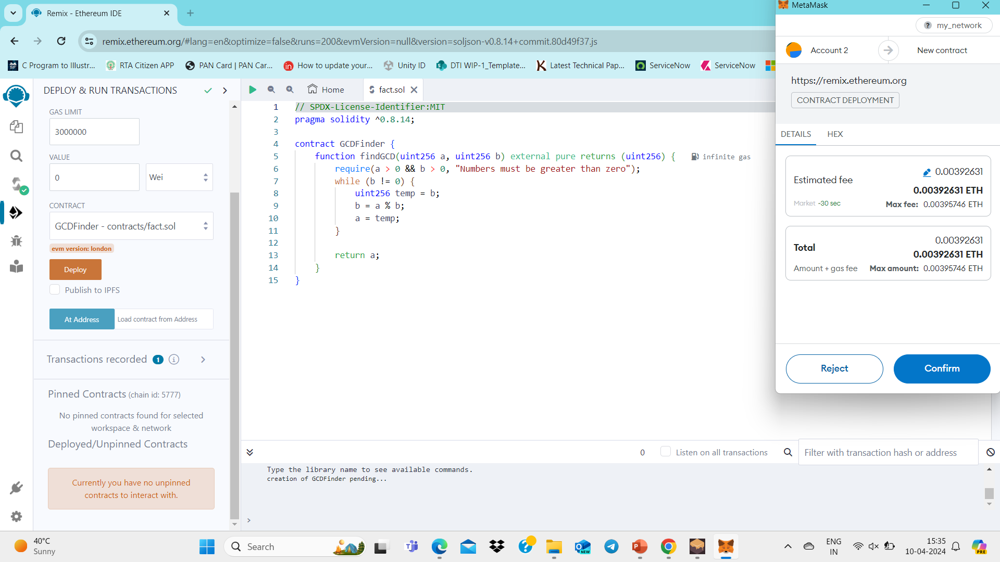 Remix - Ethereum IDE
remix.ethereum.org/#lang=en&optimize=false&runs=200&evmVersion=null&version=soljson-v0.8.14+commit.80d49f37.js
C Program to Illustr...
RTA Citizen APP
PAN Card | PAN Car...
How to update your...
Unity ID
DTI WIP-1_Template...
Latest Technical Pap...
ServiceNow
ServiceNow
DEPLOY & RUN TRANSACTIONS
GAS LIMIT
3000000
VALUE
0
Wei
CONTRACT
GCDFinder - contracts/fact.sol
evm version: london
Deploy
Publish to IPFS
At Address
Load contract from Address
Transactions recorded 1 i
Pinned Contracts (chain id: 5777)
No pinned contracts found for selected
workspace & network
Deployed/Unpinned Contracts
Currently you have no unpinned
contracts to interact with.
Home
fact.sol
1 // SPDX-License-Identifier:MIT
2 pragma solidity ^0.8.14;
3
4 contract GCDFinder {
5 function findGCD(uint256 a, uint256 b) external pure returns (uint256) { infinite gas
6 require(a > 0 && b > 0, "Numbers must be greater than zero");
7 while (b != 0) {
8 uint256 temp = b;
9 b = a % b;
10 a = temp;
11 }
12
13 return a;
14 }
15 }
0
Listen on all transactions
Filter with transaction hash or address
Type the library name to see available commands.
creation of GCDFinder pending...
>
MetaMask
? my_network
Account 2
New contract
https://remix.ethereum.org
CONTRACT DEPLOYMENT
DETAILS
HEX
0.00392631
Estimated fee
0.00392631 ETH
Market ~30 sec
Max fee: 0.00395746 ETH
0.00392631
Total
0.00392631 ETH
Amount + gas fee
Max amount: 0.00395746 ETH
Reject
Confirm
40°C
Sunny
Search
NEW
ENG
IN
15:35
10-04-2024
PRE